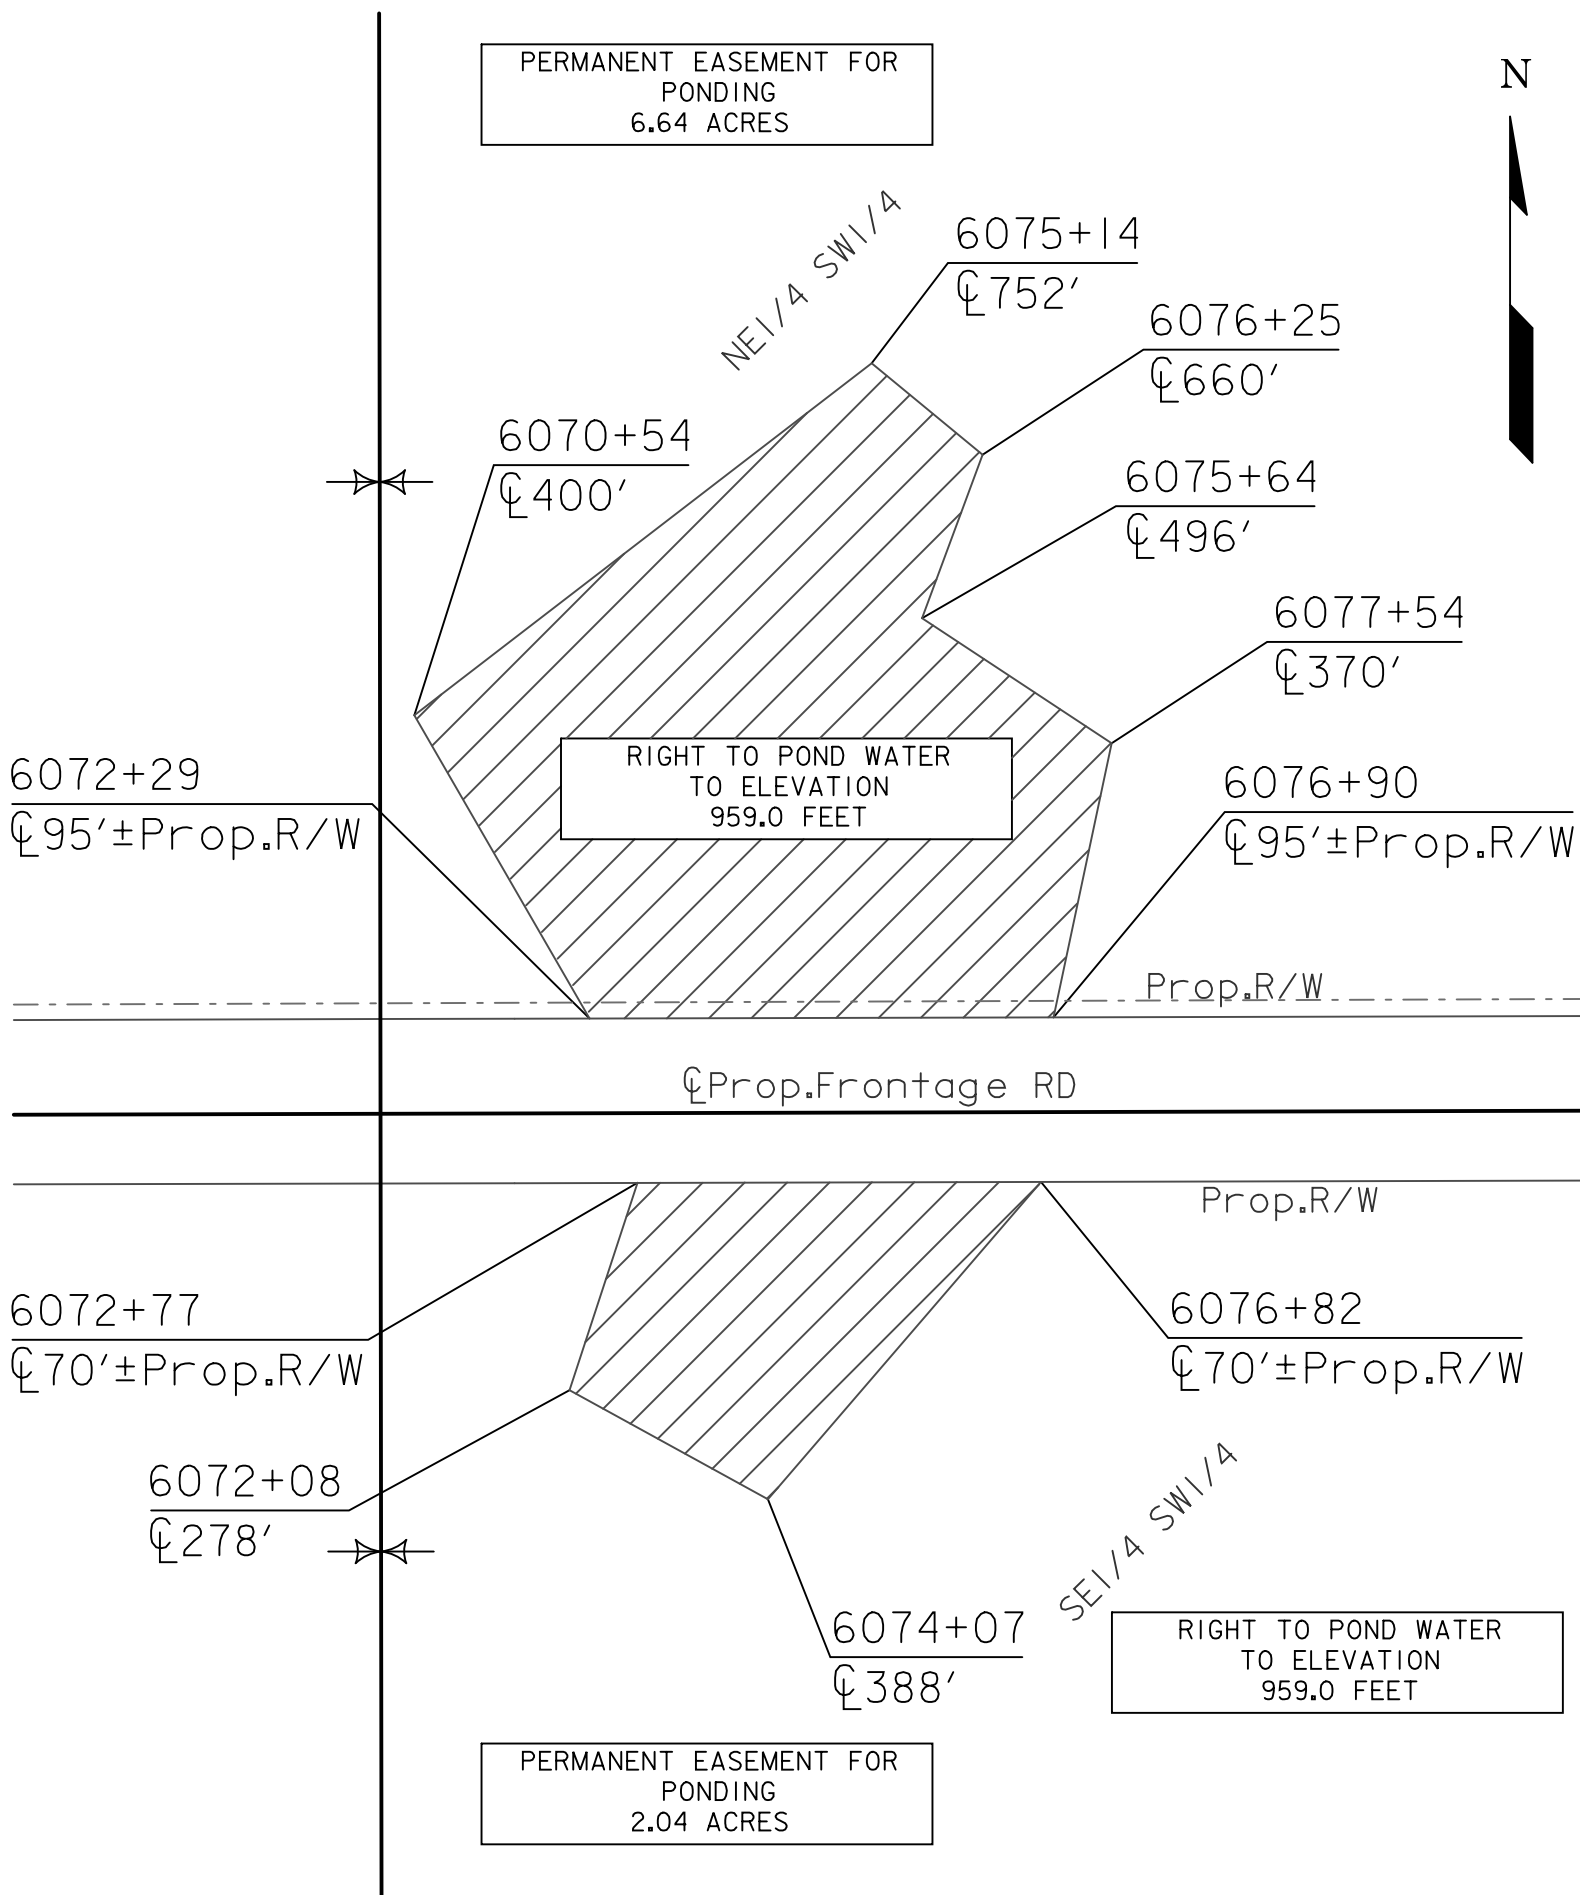 PERMANENT EASEMENT FOR
PONDING
6.64 ACRES
N
NE1/4 SW1/4
6075+14
℄752'
6076+25
℄660'
6070+54
℄400'
6075+64
℄496'
6077+54
℄370'
RIGHT TO POND WATER
TO ELEVATION
959.0 FEET
6072+29
℄95'±Prop.R/W
6076+90
℄95'±Prop.R/W
Prop.R/W
℄Prop.Frontage RD
Prop.R/W
6072+77
℄70'±Prop.R/W
6076+82
℄70'±Prop.R/W
6072+08
℄278'
SE1/4 SW1/4
6074+07
℄388'
RIGHT TO POND WATER
TO ELEVATION
959.0 FEET
PERMANENT EASEMENT FOR
PONDING
2.04 ACRES